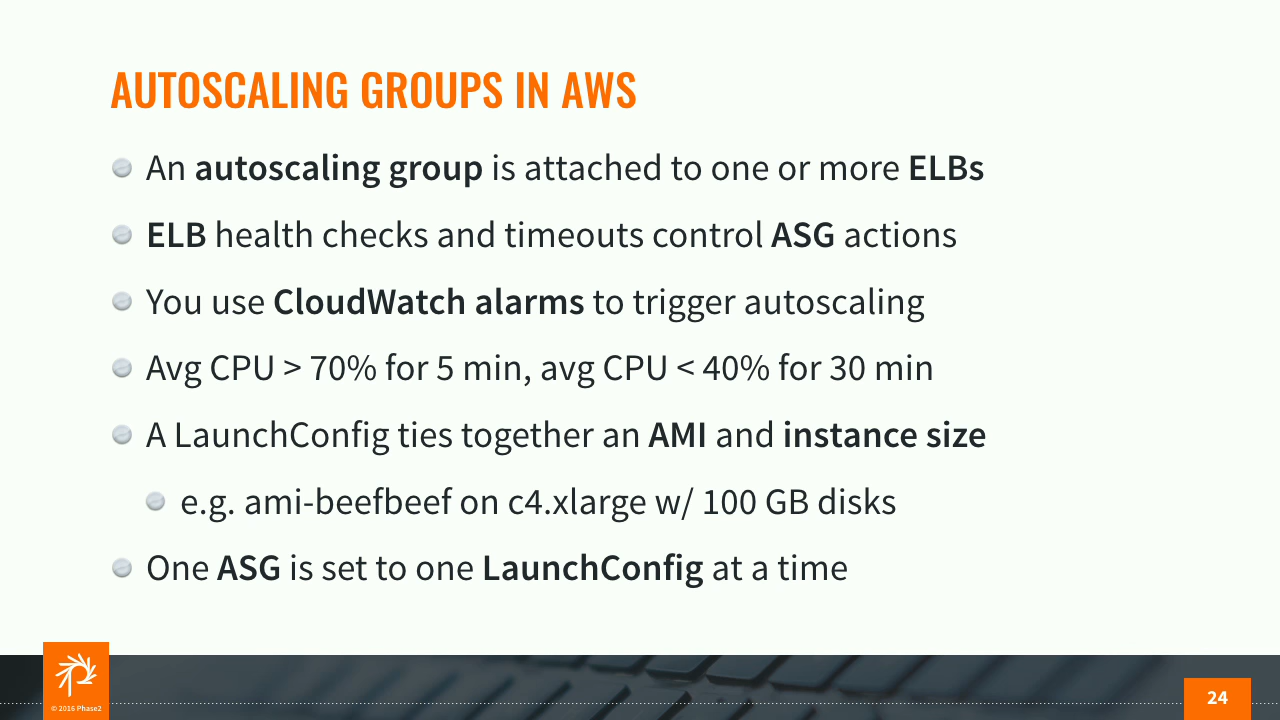 AUTOSCALING GROUPS IN AWS
An autoscaling group is attached to one or more ELBs
ELB health checks and timeouts control ASG actions
You use CloudWatch alarms to trigger autoscaling
Avg CPU > 70% for 5 min, avg CPU < 40% for 30 min
A LaunchConfig ties together an AMI and instance size
e.g. ami-beefbeef on c4.xlarge w/ 100 GB disks
One ASG is set to one LaunchConfig at a time
© 2016 Phase2
24